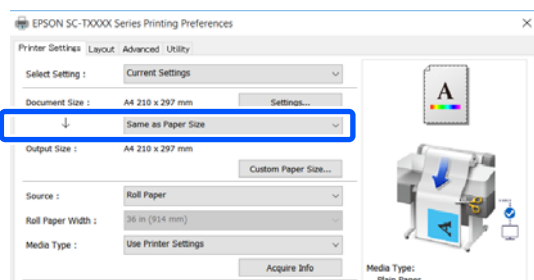 EPSON SC-TXXXX Series Printing Preferences
Printer Settings Layout Advanced Utility
Select Setting : Current Settings
Document Size : A4 210 x 297 mm Settings...
↓ Same as Paper Size
Output Size : A4 210 x 297 mm
Custom Paper Size...
Source : Roll Paper
Roll Paper Width : 36 in (914 mm)
Media Type : Use Printer Settings
Acquire Info
A
A
Media Type:
Plain Paper